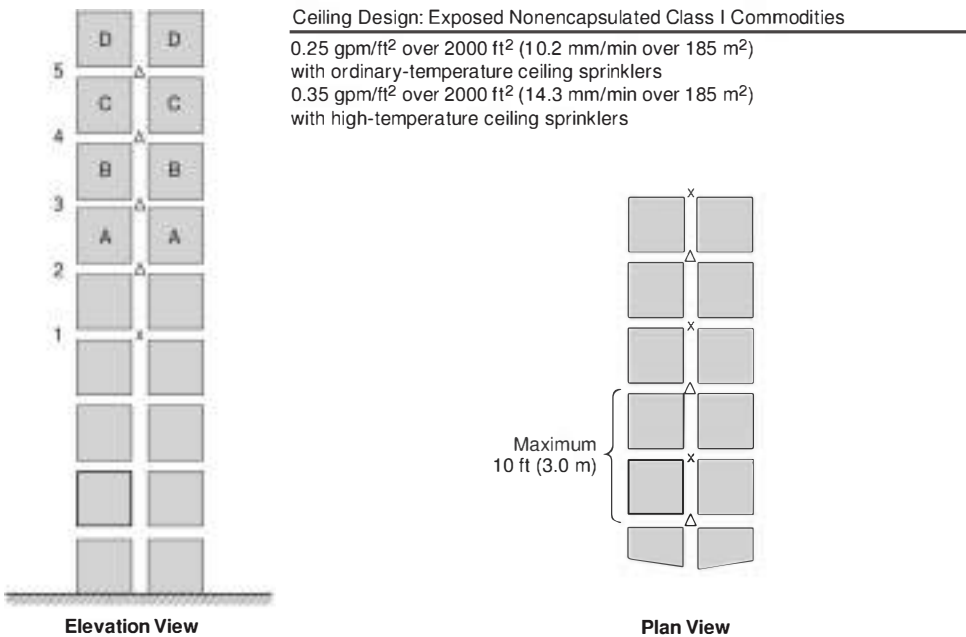 Ceiling Design: Exposed Nonencapsulated Class I Commodities
0.25 gpm/ft² over 2000 ft² (10.2 mm/min over 185 m²)
with ordinary-temperature ceiling sprinklers
0.35 gpm/ft² over 2000 ft² (14.3 mm/min over 185 m²)
with high-temperature ceiling sprinklers
D D
5 Δ
C C
4 Δ
B B
3 Δ
A A
2 Δ
1 x
Elevation View
x
Δ
x
Δ
Maximum
10 ft (3.0 m)
x
Δ
Plan View